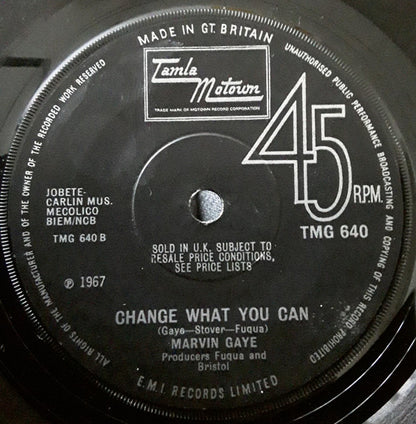 MADE IN GT. BRITAIN
UNAUTHORISED PUBLIC PERFORMANCE BROADCASTING AND COPYING OF THIS RECORD PROHIBITED
ALL RIGHTS OF THE MANUFACTURER AND OF THE OWNER OF THE RECORDED WORK RESERVED
Tamla
Motown
TRADE MARK OF MOTOWN RECORD CORPORATION
45
R.P.M.
TMG 640
JOBETE-
CARLIN MUS.
MECOLICO
BIEM/NCB
TMG 640 B
SOLD IN U.K. SUBJECT TO
RESALE PRICE CONDITIONS,
SEE PRICE LISTS
℗ 1967
CHANGE WHAT YOU CAN
(Gaye—Stover—Fuqua)
MARVIN GAYE
Producers Fuqua and
Bristol
E.M.I. RECORDS LIMITED